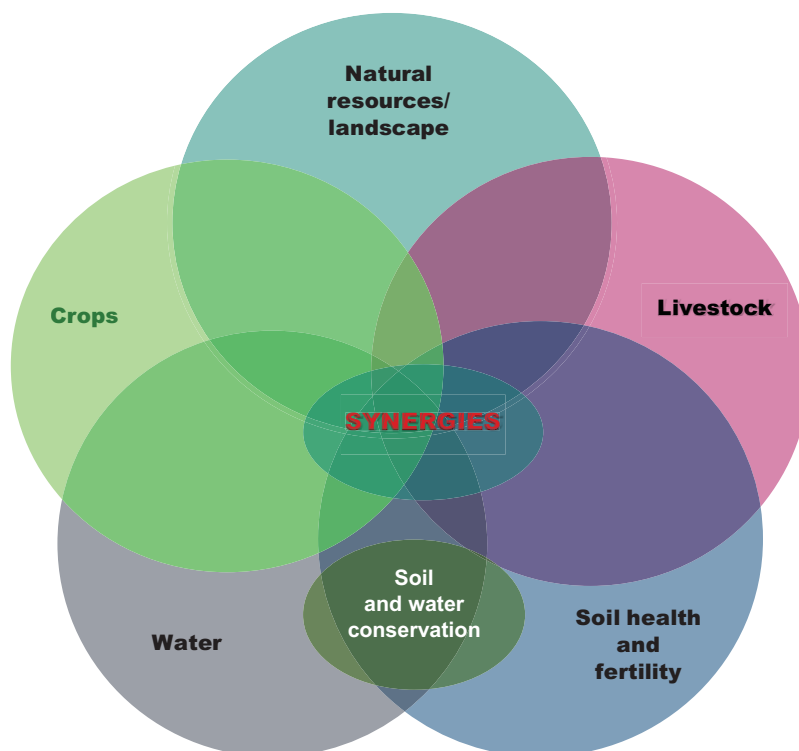 Natural
resources/
landscape
Crops
Livestock
SYNERGIES
Soil
and water
conservation
Water
Soil health
and
fertility